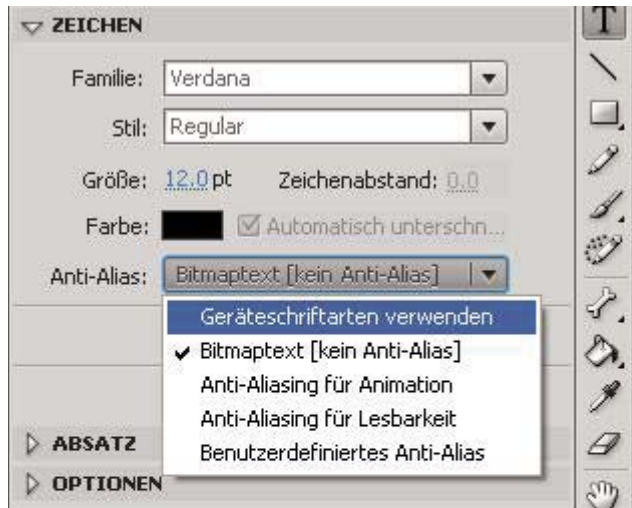 ZEICHEN
Familie: Verdana
Stil: Regular
Größe: 12,0 pt Zeichenabstand: 0,0
Farbe: Automatisch unterschn...
Anti-Alias: Bitmaptext [kein Anti-Alias]
Geräteschriftarten verwenden
Bitmaptext [kein Anti-Alias]
Anti-Aliasing für Animation
Anti-Aliasing für Lesbarkeit
Benutzerdefiniertes Anti-Alias
ABSATZ
OPTIONEN
T